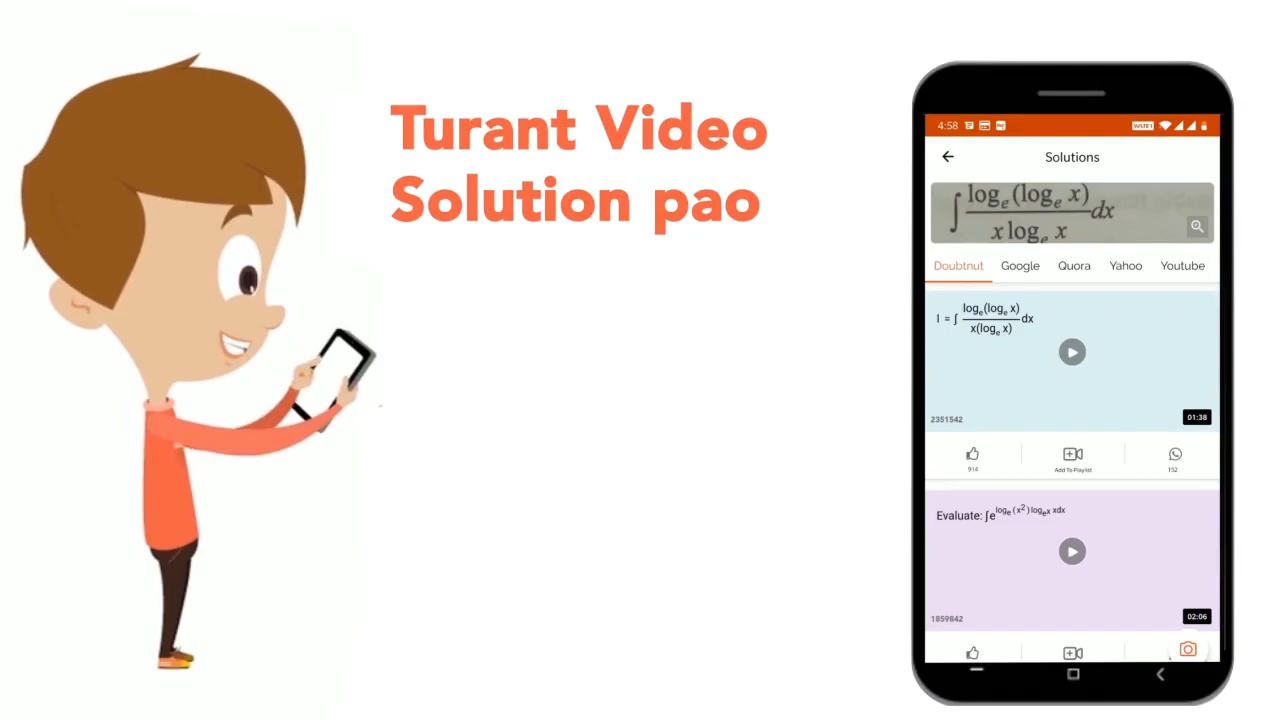 Turant Video
Solution pao
4:58
Solutions
∫ logₑ(logₑ x) / x logₑ x dx
Doubtnut Google Quora Yahoo Youtube
I = ∫ logₑ(logₑ x) / x(logₑ x) dx
2351542 01:38
914 Add To Playlist 152
Evaluate: ∫e^logₑ(x²)logₑx xdx
1859842 02:06